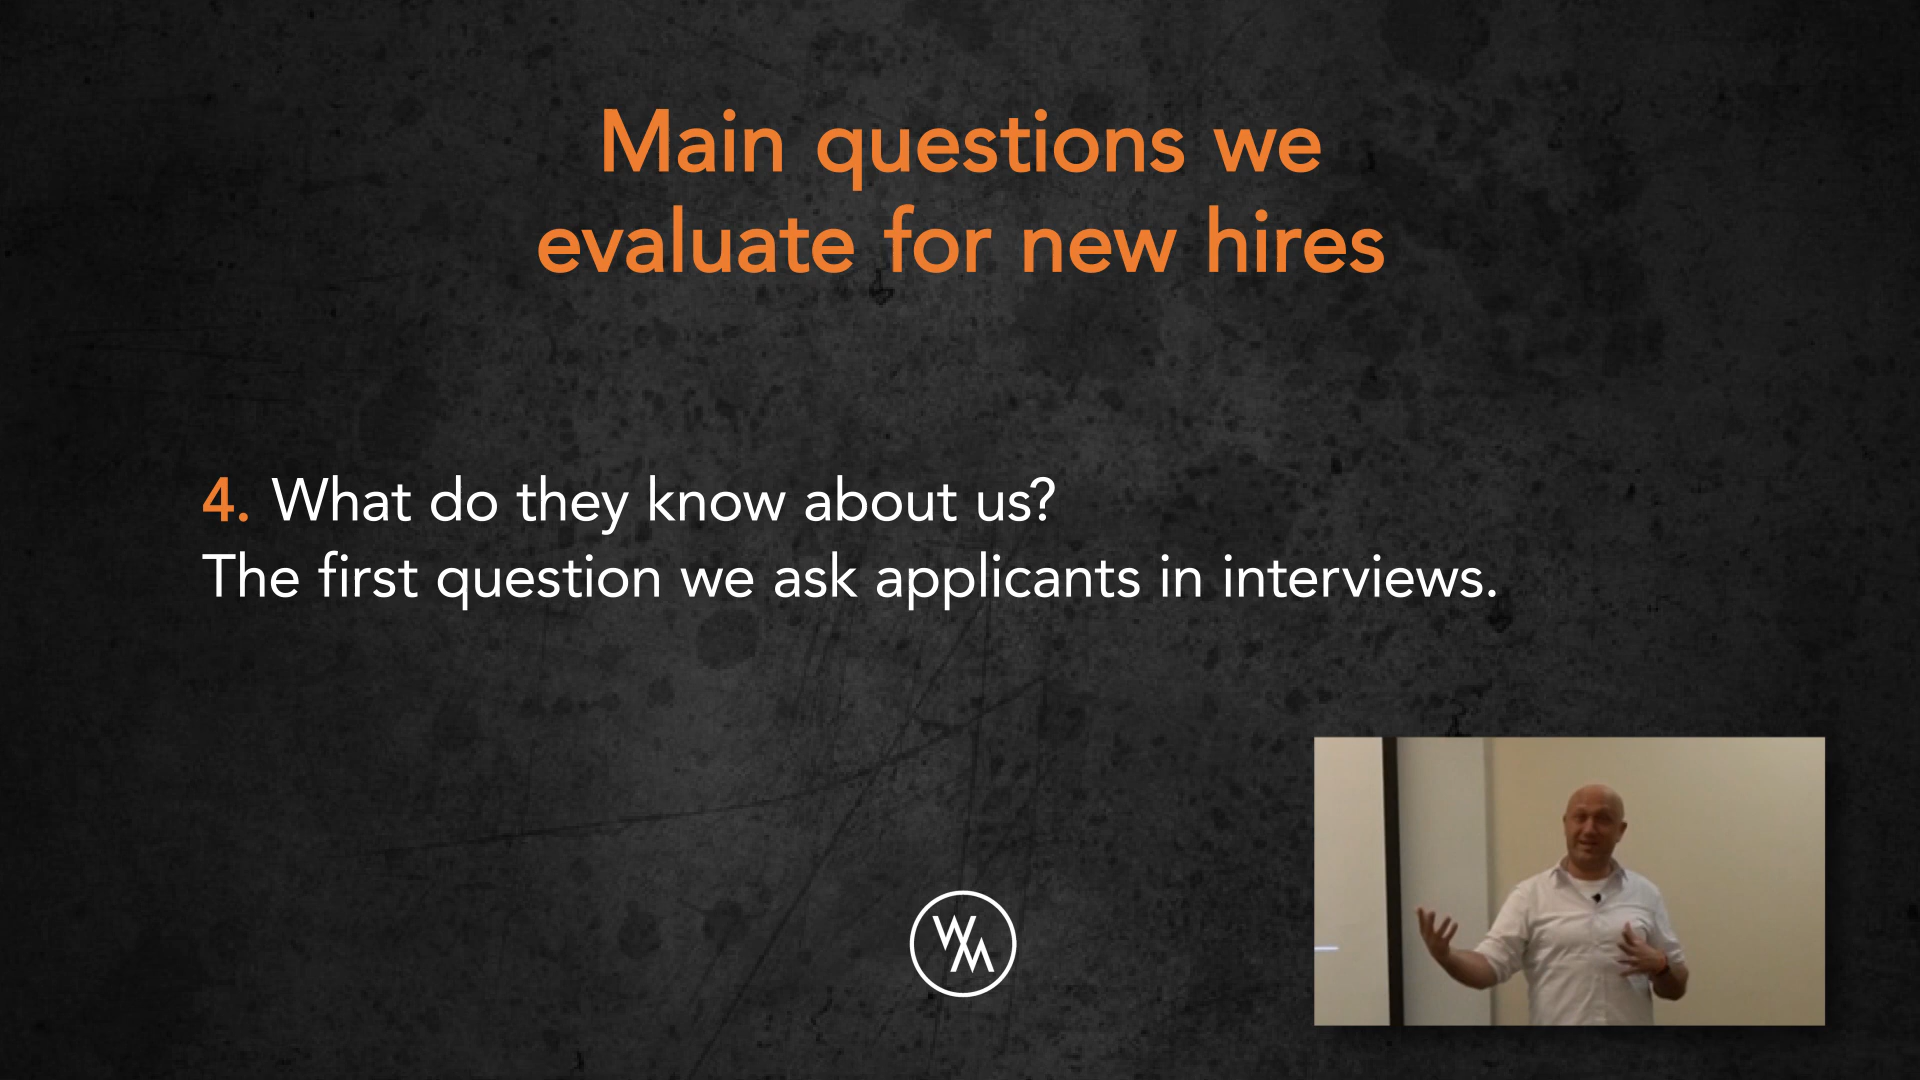 Main questions we
evaluate for new hires
4. What do they know about us?
The first question we ask applicants in interviews.
WM